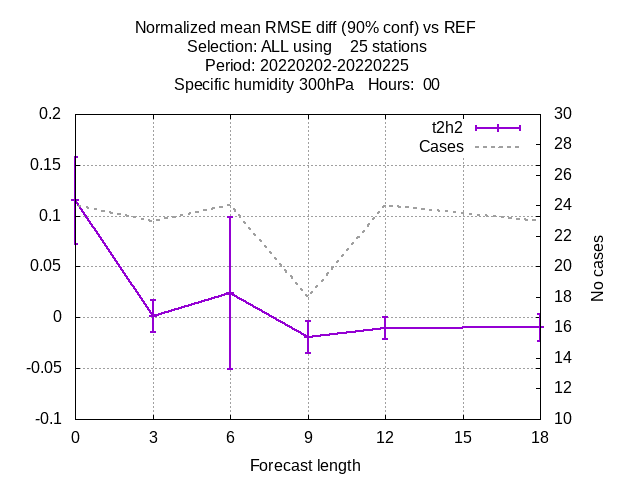 Normalized mean RMSE diff (90% conf) vs REF
Selection: ALL using    25 stations
Period: 20220202-20220225
Specific humidity 300hPa   Hours:  00
t2h2
Cases
0.2
0.15
0.1
0.05
0
-0.05
-0.1
30
28
26
24
22
20
18
16
14
12
10
No cases
0 3 6 9 12 15 18
Forecast length